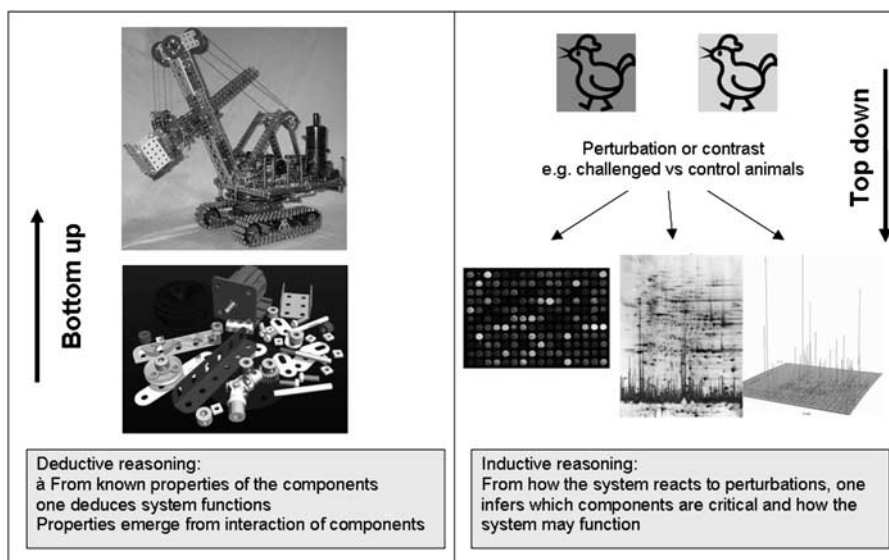 Bottom up
Deductive reasoning:
à From known properties of the components
one deduces system functions
Properties emerge from interaction of components
Perturbation or contrast
e.g. challenged vs control animals
Top down
Inductive reasoning:
From how the system reacts to perturbations, one
infers which components are critical and how the
system may function